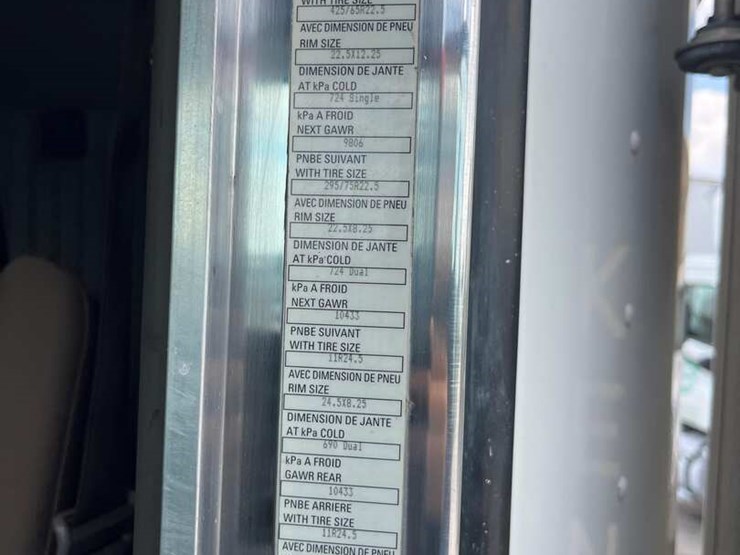 WITH TIRE SIZE
425/65R22.5
AVEC DIMENSION DE PNEU
RIM SIZE
22.5X12.25
DIMENSION DE JANTE
AT kPa COLD
724 Single
kPa A FROID
NEXT GAWR
9806
PNBE SUIVANT
WITH TIRE SIZE
295/75R22.5
AVEC DIMENSION DE PNEU
RIM SIZE
22.5X8.25
DIMENSION DE JANTE
AT kPa COLD
724 Dual
kPa A FROID
NEXT GAWR
10433
PNBE SUIVANT
WITH TIRE SIZE
11R24.5
AVEC DIMENSION DE PNEU
RIM SIZE
24.5X8.25
DIMENSION DE JANTE
AT kPa COLD
690 Dual
kPa A FROID
GAWR REAR
10433
PNBE ARRIERE
WITH TIRE SIZE
11R24.5
AVEC DIMENSION DE PNEU